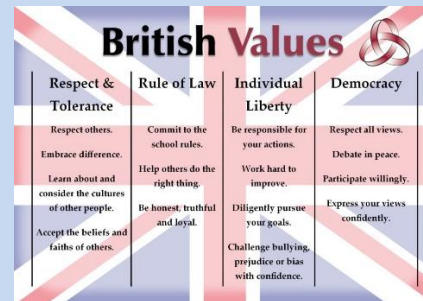 British Values
Respect &
Tolerance
Respect others.
Embrace difference.
Learn about and
consider the cultures
of other people.
Accept the beliefs and
faiths of others.
Rule of Law
Commit to the
school rules.
Help others do the
right thing.
Be honest, truthful
and loyal.
Individual
Liberty
Be responsible for
your actions.
Work hard to
improve.
Diligently pursue
your goals.
Challenge bullying,
prejudice or bias
with confidence.
Democracy
Respect all views.
Debate in peace.
Participate willingly.
Express your views
confidently.